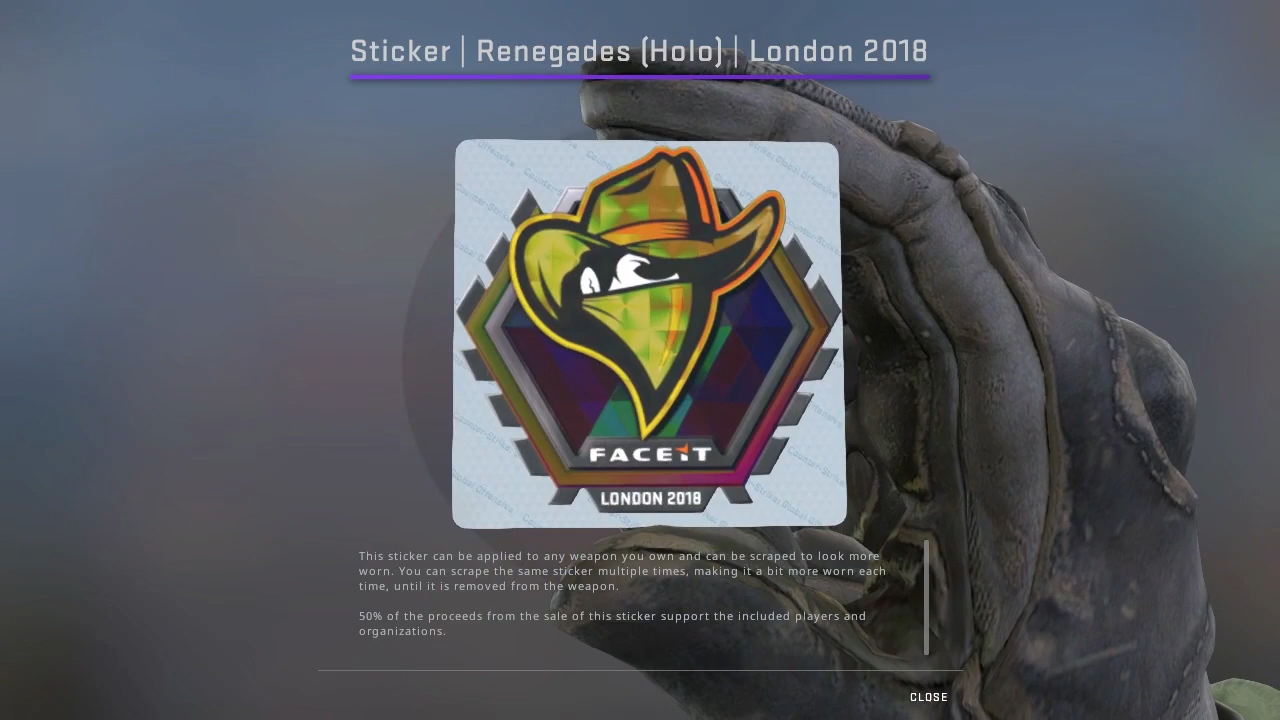 Sticker | Renegades (Holo) | London 2018
FACEIT
LONDON 2018
This sticker can be applied to any weapon you own and can be scraped to look more
worn. You can scrape the same sticker multiple times, making it a bit more worn each
time, until it is removed from the weapon.
50% of the proceeds from the sale of this sticker support the included players and
organizations.
CLOSE